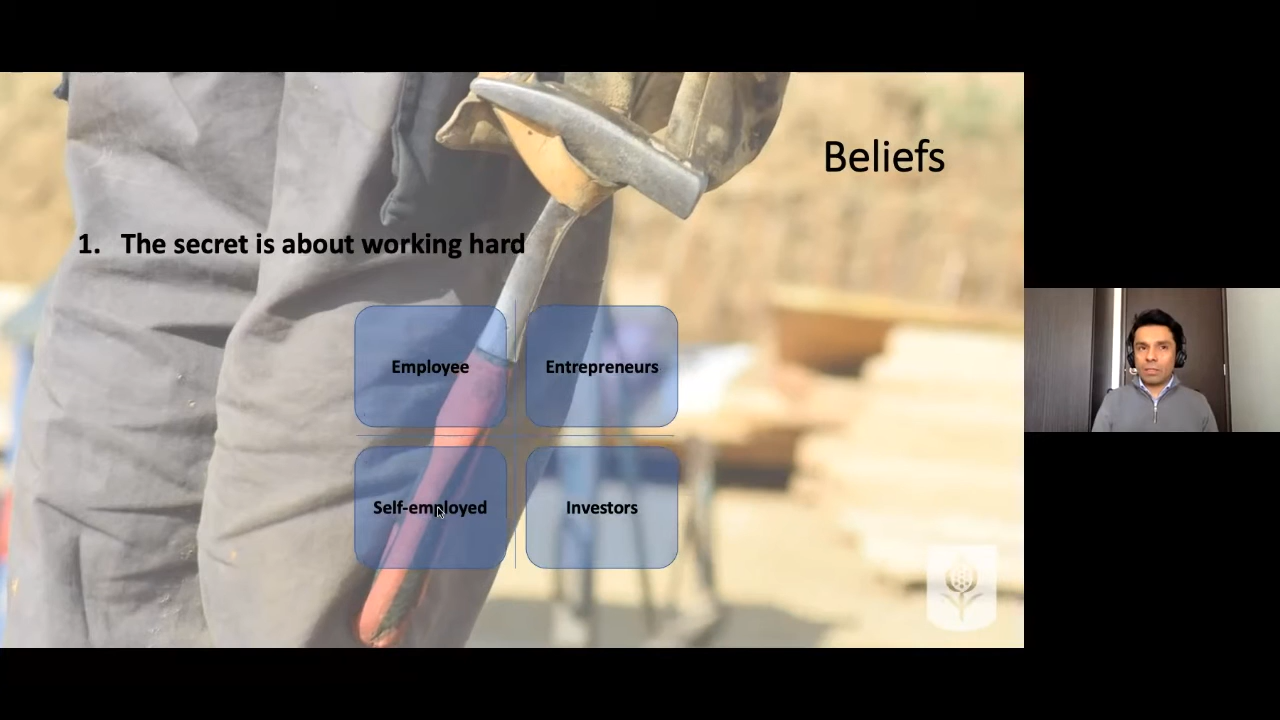 Beliefs
1. The secret is about working hard
Employee
Entrepreneurs
Self-employed
Investors